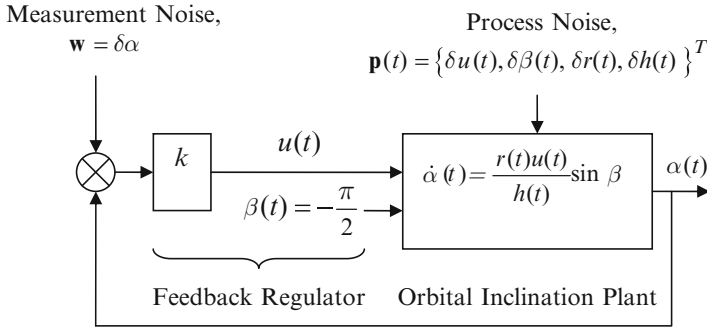 Measurement Noise,
w = δα
Process Noise,
p(t) = {δu(t), δβ(t), δr(t), δh(t) }^T
k
u(t)
β(t) = −π/2
α̇(t) = r(t)u(t)/h(t) sin β
α(t)
Feedback Regulator
Orbital Inclination Plant